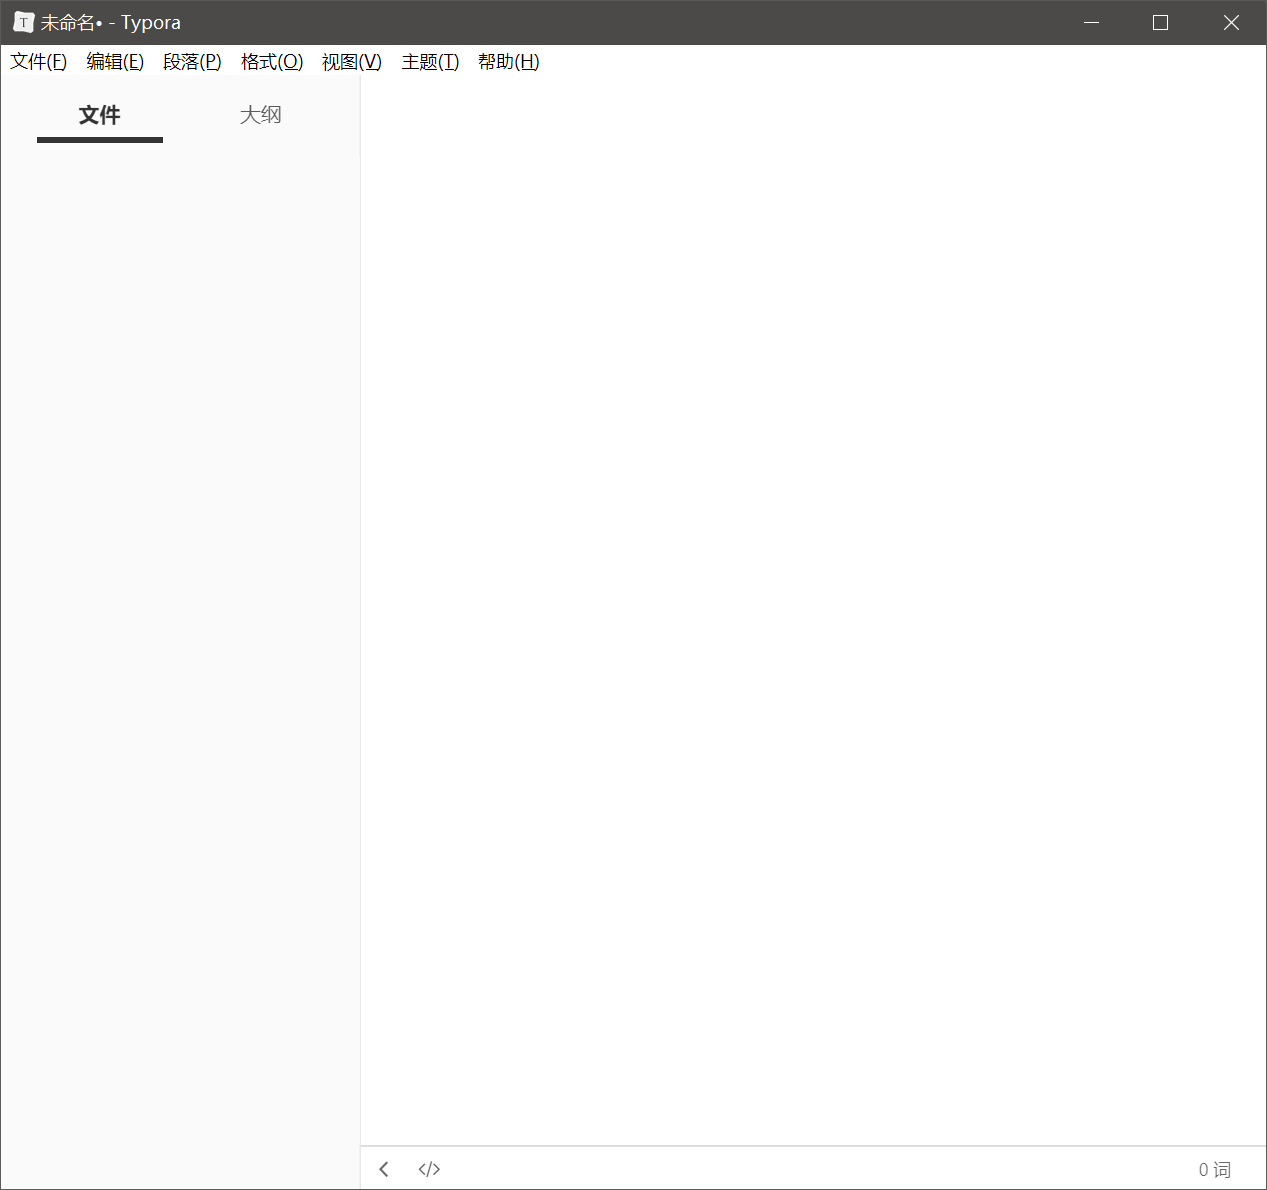 T 未命名• - Typora
文件(F) 编辑(E) 段落(P) 格式(O) 视图(V) 主题(T) 帮助(H)
文件 大纲
</> 0 词